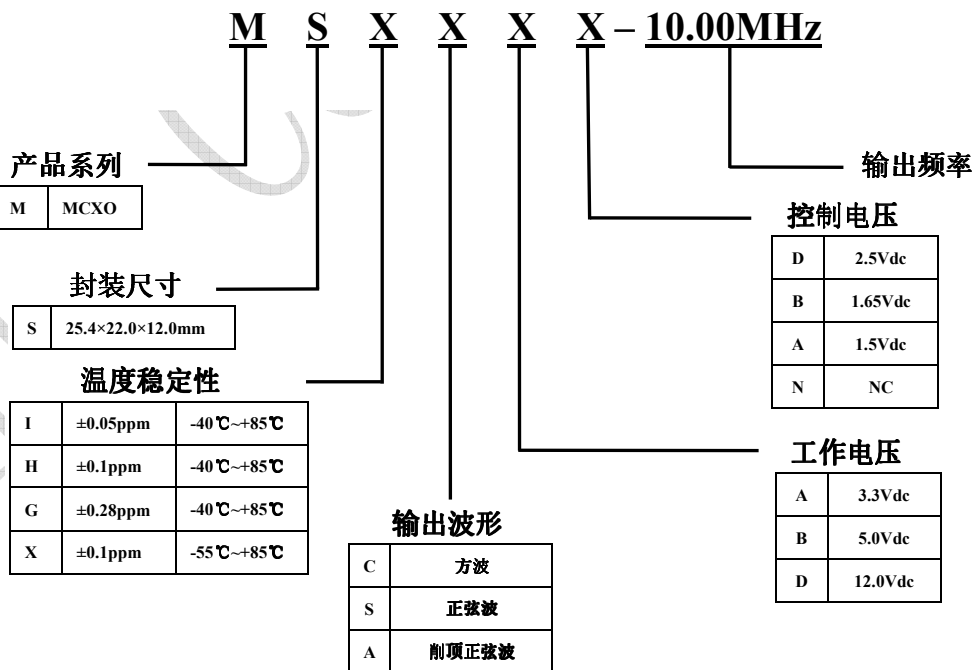 M S X X X X – 10.00MHz
产品系列
M MCXO
封装尺寸
S 25.4×22.0×12.0mm
温度稳定性
I ±0.05ppm -40℃~+85℃
H ±0.1ppm -40℃~+85℃
G ±0.28ppm -40℃~+85℃
X ±0.1ppm -55℃~+85℃
输出波形
C 方波
S 正弦波
A 削顶正弦波
输出频率
控制电压
D 2.5Vdc
B 1.65Vdc
A 1.5Vdc
N NC
工作电压
A 3.3Vdc
B 5.0Vdc
D 12.0Vdc